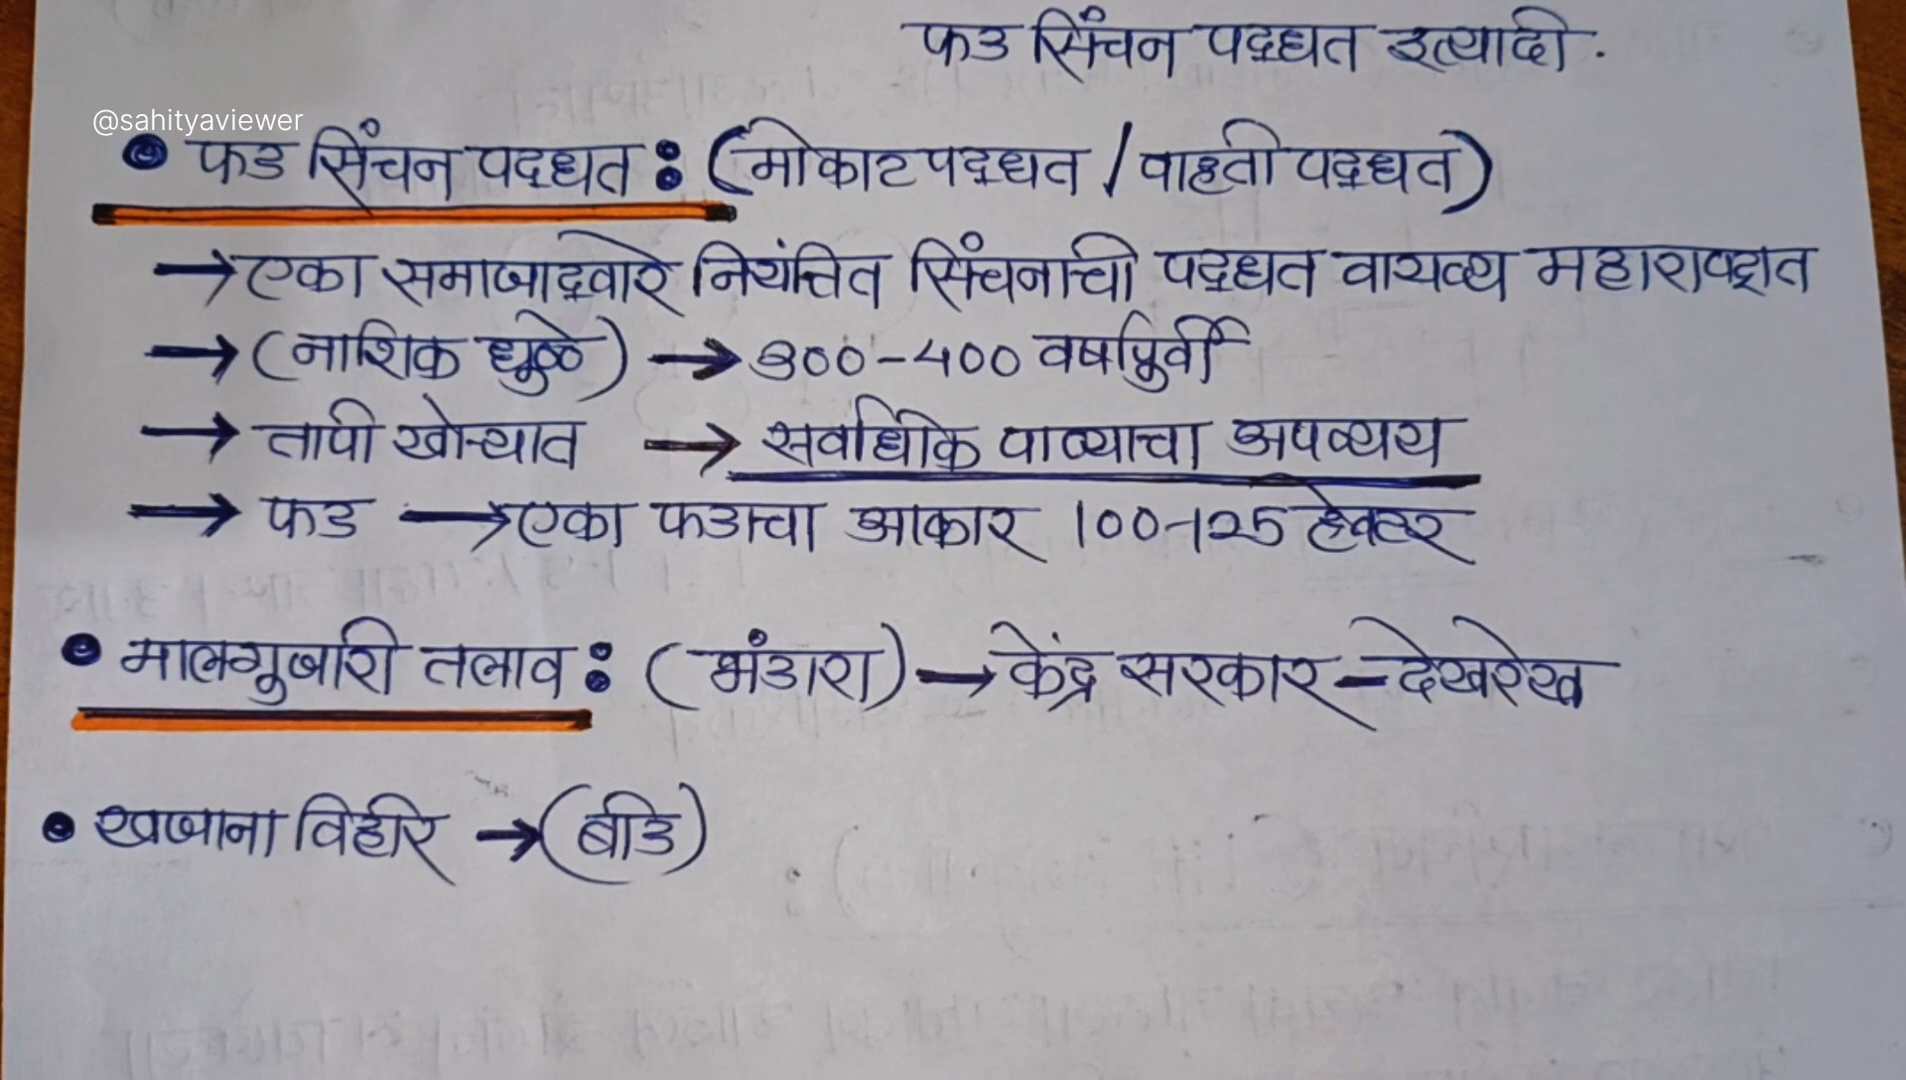 फड सिंचन पद्धत इत्यादी.
@sahityaviewer
• फड सिंचन पद्धत : (मोकाट पद्धत / वाहती पद्धत)
→ एका समाजाद्वारे नियंत्रित सिंचनाची पद्धत वायव्य महाराष्ट्रात
→ (नाशिक धुळे) → 300-400 वर्षापुर्वी
→ तापी खोऱ्यात → सर्वाधिक पाण्याचा अपव्यय
→ फड → एका फडाचा आकार 100-125 हेक्टर
• मालगुजारी तलाव : (भंडारा) → केंद्र सरकार - देखरेख
• खजाना विहीर → (बीड)